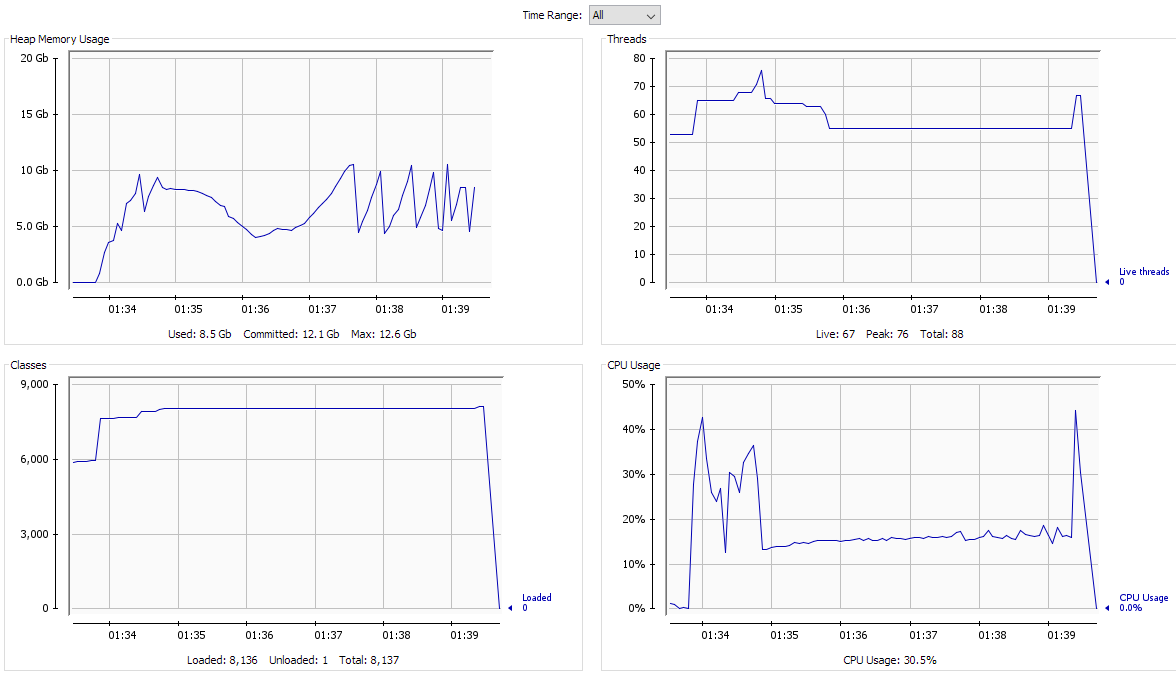 Time Range: All
Heap Memory Usage
20 Gb
15 Gb
10 Gb
5.0 Gb
0.0 Gb
01:34 01:35 01:36 01:37 01:38 01:39
Used: 8.5 Gb Committed: 12.1 Gb Max: 12.6 Gb
Threads
80
70
60
50
40
30
20
10
0
Live threads
0
01:34 01:35 01:36 01:37 01:38 01:39
Live: 67 Peak: 76 Total: 88
Classes
9,000
6,000
3,000
0
Loaded
0
01:34 01:35 01:36 01:37 01:38 01:39
Loaded: 8,136 Unloaded: 1 Total: 8,137
CPU Usage
50%
40%
30%
20%
10%
0%
CPU Usage
0.0%
01:34 01:35 01:36 01:37 01:38 01:39
CPU Usage: 30.5%